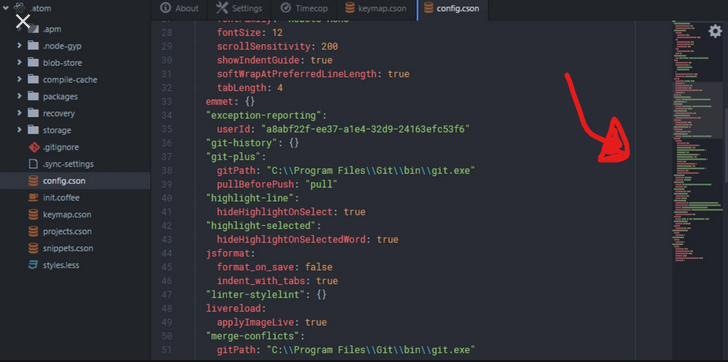 .atom
.apm
.node-gyp
blob-store
compile-cache
packages
recovery
storage
.gitignore
.sync-settings
config.cson
init.coffee
keymap.cson
projects.cson
snippets.cson
styles.less
About
Settings
Timecop
keymap.cson
config.cson
28 fontSize: 12
29 scrollSensitivity: 200
30 showIndentGuide: true
31 softWrapAtPreferredLineLength: true
32 tabLength: 4
33 emmet: {}
34 "exception-reporting":
35 userId: "a8abf22f-ee37-a1e4-32d9-24163efc53f6"
36 "git-history": {}
37 "git-plus":
38 gitPath: "C:\\Program Files\\Git\\bin\\git.exe"
39 pullBeforePush: "pull"
40 "highlight-line":
41 hideHighlightOnSelect: true
42 "highlight-selected":
43 hideHighlightOnSelectedWord: true
44 jsformat:
45 format_on_save: false
46 indent_with_tabs: true
47 "linter-stylelint": {}
48 livereload:
49 applyImageLive: true
50 "merge-conflicts":
51 gitPath: "C:\\Program Files\\Git\\bin\\git.exe"